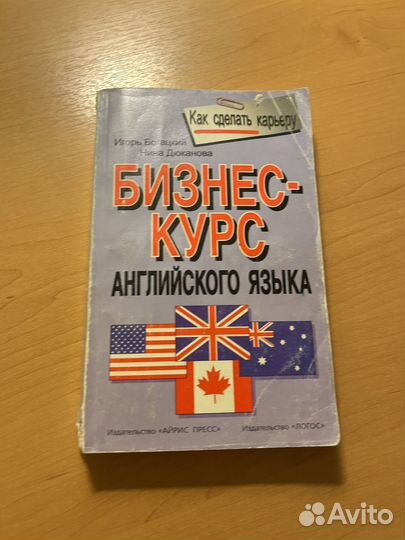 Как сделать карьеру
Игорь Богацкий
Нина Дюканова
БИЗНЕС-
КУРС
АНГЛИЙСКОГО ЯЗЫКА
Издательство «АЙРИС ПРЕСС»
Издательство «ЛОГОС»
Avito